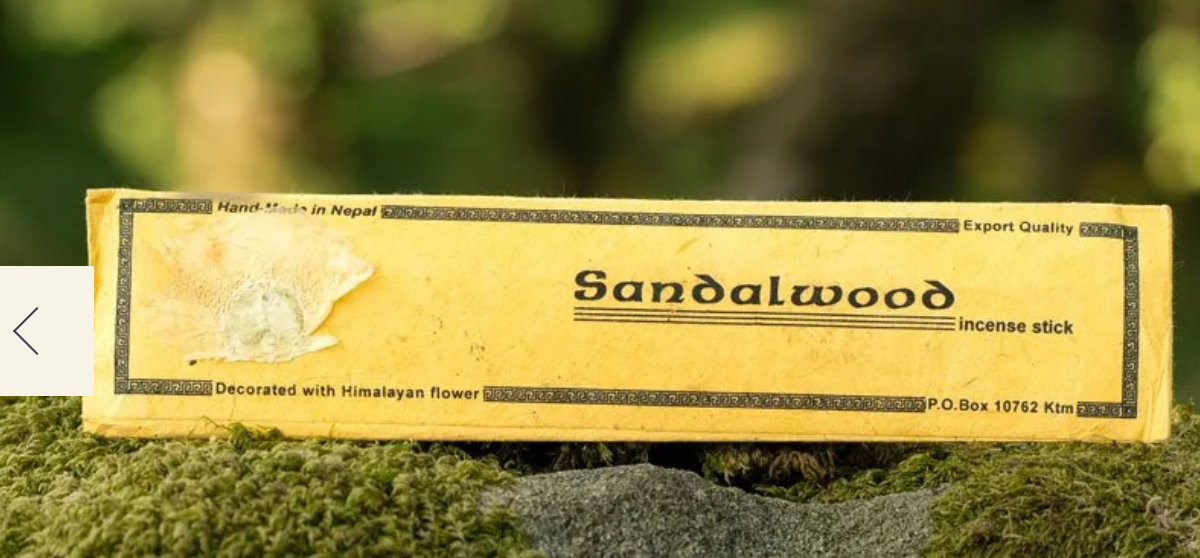 Hand-Made in Nepal
Export Quality
Sandalwood
incense stick
Decorated with Himalayan flower
P.O.Box 10762 Ktm